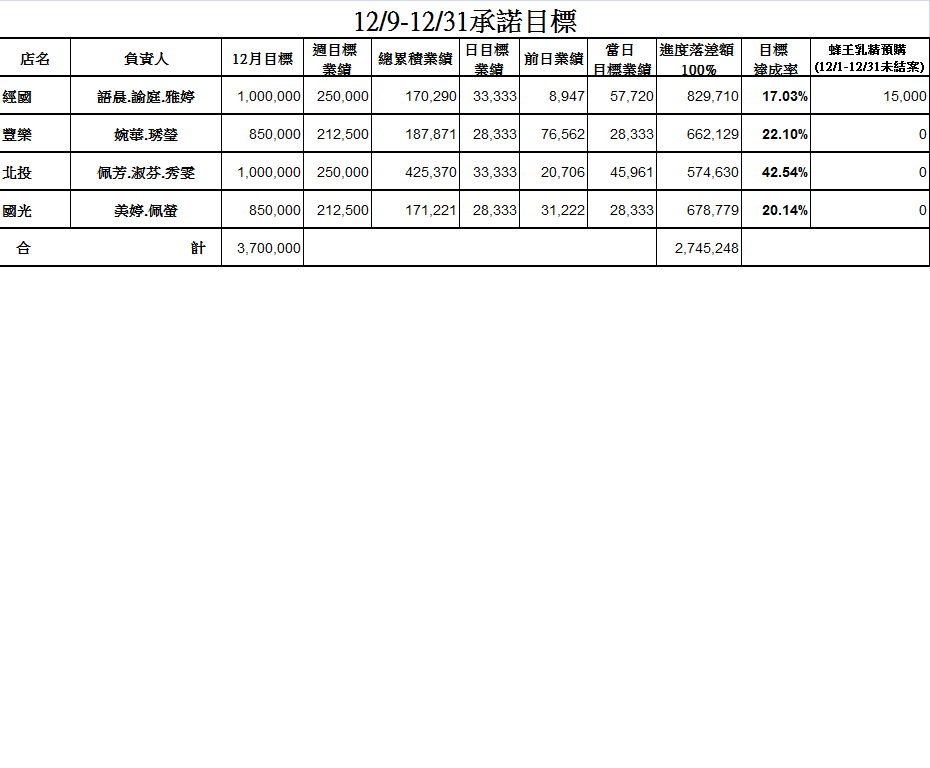 12/9-12/31承諾目標
店名 負責人 12月目標 週目標業績 總累積業績 日目標業績 前日業績 當日目標業績 進度落差額100% 目標達成率 蜂王乳精預購(12/1-12/31未結案)
經國 語晨.諭庭.雅婷 1,000,000 250,000 170,290 33,333 8,947 57,720 829,710 17.03% 15,000
豐樂 婉華.琇瑩 850,000 212,500 187,871 28,333 76,562 28,333 662,129 22.10% 0
北投 佩芳.淑芬.秀雯 1,000,000 250,000 425,370 33,333 20,706 45,961 574,630 42.54% 0
國光 美婷.佩螢 850,000 212,500 171,221 28,333 31,222 28,333 678,779 20.14% 0
合計 3,700,000 2,745,248